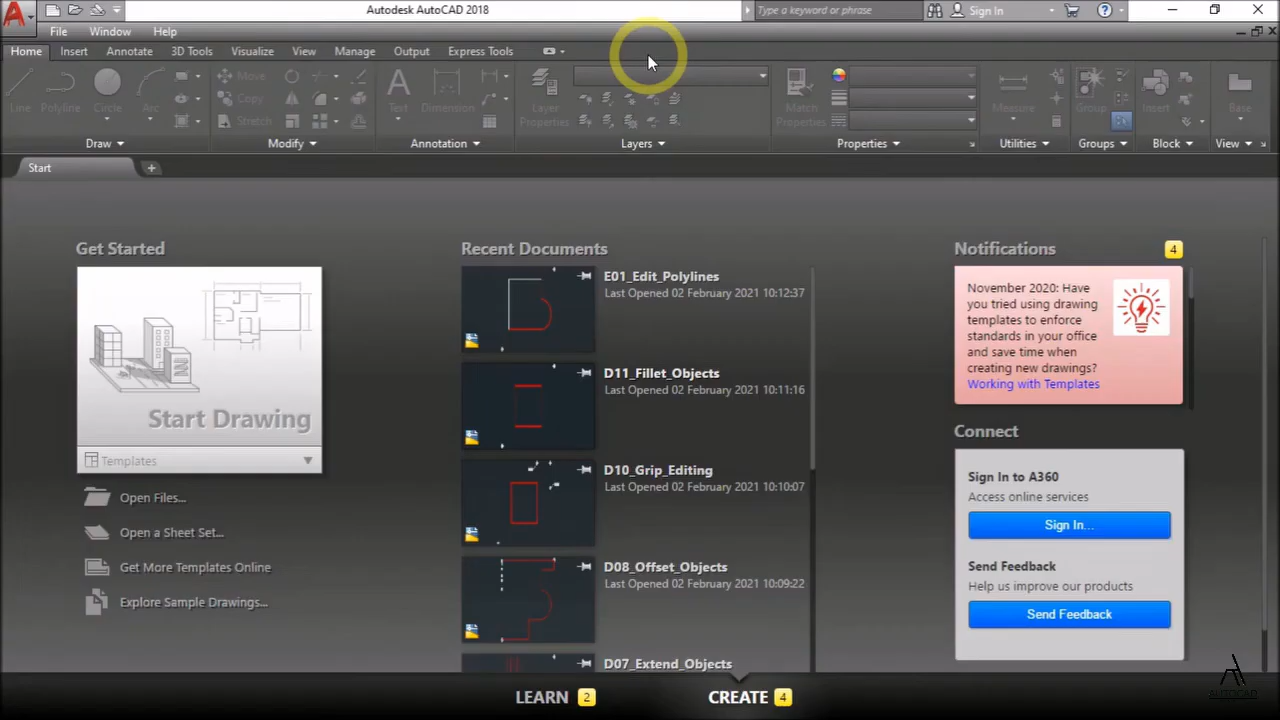 Autodesk AutoCAD 2018
Type a keyword or phrase
Sign In
File Window Help
Home Insert Annotate 3D Tools Visualize View Manage Output Express Tools
Line Polyline Circle Arc
Move
Copy
Stretch
Text Dimension
Layer Properties
Match Properties
Measure
Group
Insert
Base
Draw Modify Annotation Layers Properties Utilities Groups Block View
Start
Get Started
Start Drawing
Templates
Open Files...
Open a Sheet Set...
Get More Templates Online
Explore Sample Drawings...
Recent Documents
E01_Edit_Polylines
Last Opened 02 February 2021 10:12:37
D11_Fillet_Objects
Last Opened 02 February 2021 10:11:16
D10_Grip_Editing
Last Opened 02 February 2021 10:10:07
D08_Offset_Objects
Last Opened 02 February 2021 10:09:22
D07_Extend_Objects
Notifications 4
November 2020: Have
you tried using drawing
templates to enforce
standards in your office
and save time when
creating new drawings?
Working with Templates
Connect
Sign In to A360
Access online services
Sign In...
Send Feedback
Help us improve our products
Send Feedback
LEARN 2 CREATE 4
AUTOCAD